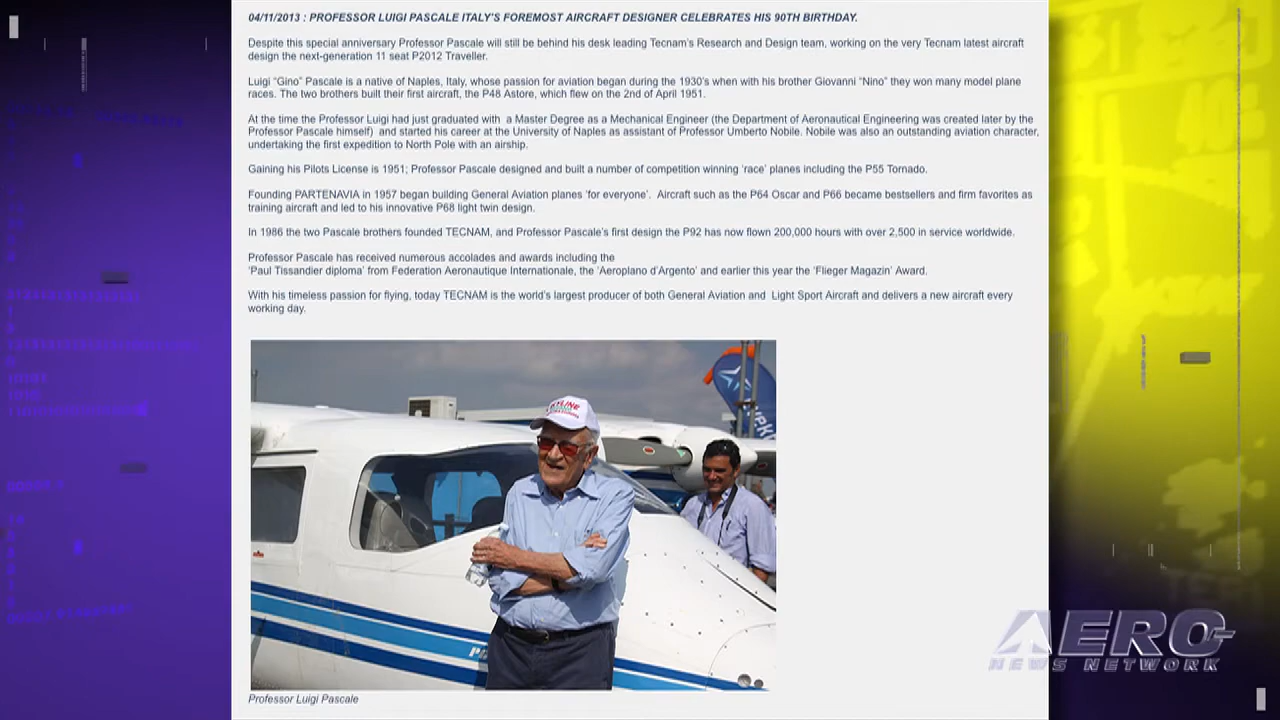 04/11/2013 : PROFESSOR LUIGI PASCALE ITALY'S FOREMOST AIRCRAFT DESIGNER CELEBRATES HIS 90TH BIRTHDAY.
Despite this special anniversary Professor Pascale will still be behind his desk leading Tecnam's Research and Design team, working on the very Tecnam latest aircraft
design the next-generation 11 seat P2012 Traveller.
Luigi "Gino" Pascale is a native of Naples, Italy, whose passion for aviation began during the 1930's when with his brother Giovanni "Nino" they won many model plane
races. The two brothers built their first aircraft, the P48 Astore, which flew on the 2nd of April 1951.
At the time the Professor Luigi had just graduated with a Master Degree as a Mechanical Engineer (the Department of Aeronautical Engineering was created later by the
Professor Pascale himself) and started his career at the University of Naples as assistant of Professor Umberto Nobile. Nobile was also an outstanding aviation character,
undertaking the first expedition to North Pole with an airship.
Gaining his Pilots License is 1951; Professor Pascale designed and built a number of competition winning 'race' planes including the P55 Tornado.
Founding PARTENAVIA in 1957 began building General Aviation planes 'for everyone'. Aircraft such as the P64 Oscar and P66 became bestsellers and firm favorites as
training aircraft and led to his innovative P68 light twin design.
In 1986 the two Pascale brothers founded TECNAM, and Professor Pascale's first design the P92 has now flown 200,000 hours with over 2,500 in service worldwide.
Professor Pascale has received numerous accolades and awards including the
'Paul Tissandier diploma' from Federation Aeronautique Internationale, the 'Aeroplano d'Argento' and earlier this year the 'Flieger Magazin' Award.
With his timeless passion for flying, today TECNAM is the world's largest producer of both General Aviation and Light Sport Aircraft and delivers a new aircraft every
working day.
Professor Luigi Pascale
AERO-
NEWS NETWORK